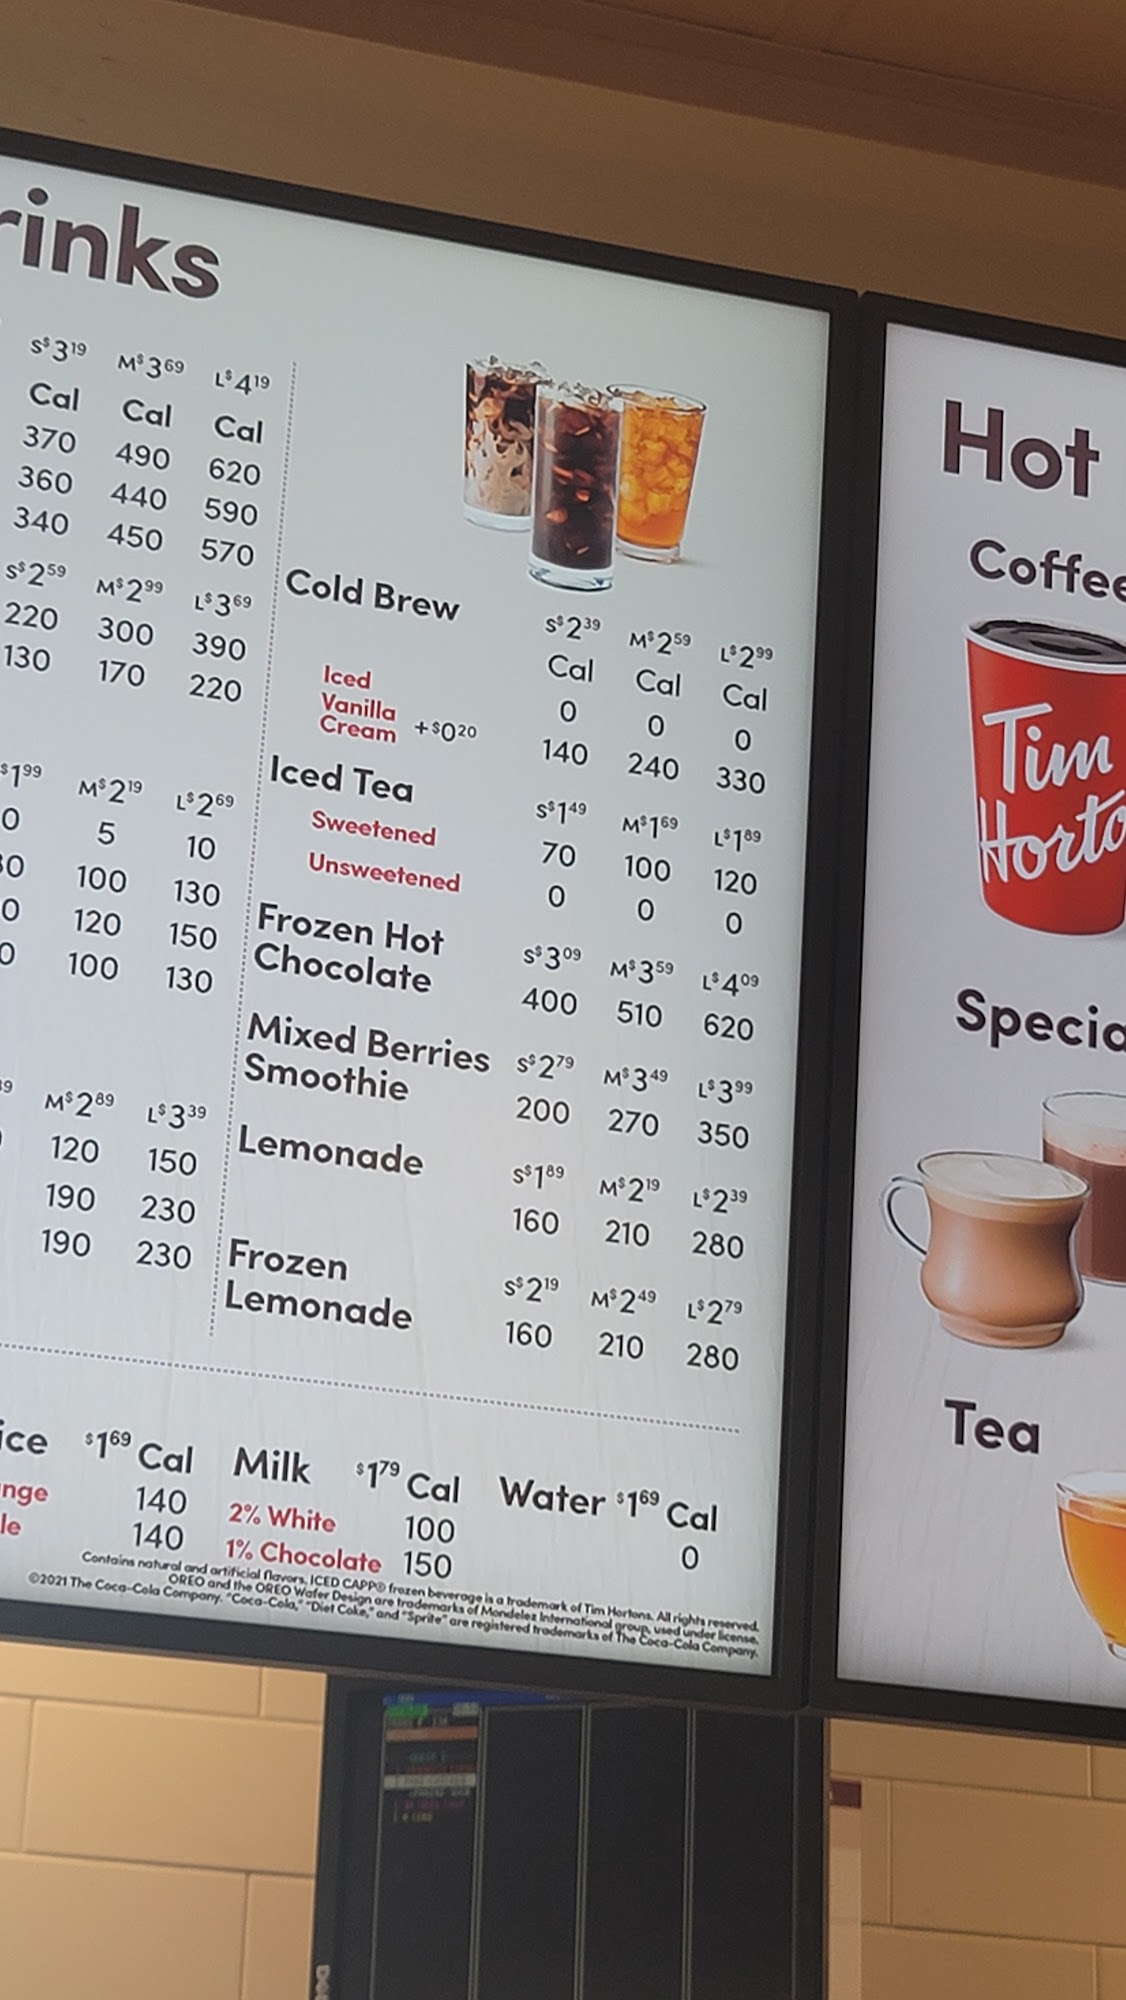 rinks
S$3 19 M$3 69 L$4 19
Cal Cal Cal
370 490 620
360 440 590
340 450 570
S$2 59 M$2 99 L$3 69
220 300 390
130 170 220
$1 99 M$2 19 L$2 69
0 5 10
30 100 130
0 120 150
0 100 130
M$2 89 L$3 39
120 150
190 230
190 230
Cold Brew S$2 39 M$2 59 L$2 99
Cal Cal Cal
Iced 0 0 0
Vanilla
Cream +$0 20 140 240 330
Iced Tea S$1 49 M$1 69 L$1 89
Sweetened 70 100 120
Unsweetened 0 0 0
Frozen Hot
Chocolate S$3 09 M$3 59 L$4 09
400 510 620
Mixed Berries
Smoothie S$2 79 M$3 49 L$3 99
200 270 350
Lemonade S$1 89 M$2 19 L$2 39
160 210 280
Frozen
Lemonade S$2 19 M$2 49 L$2 79
160 210 280
ice $1 69 Cal Milk $1 79 Cal Water $1 69 Cal
nge 140 2% White 100 0
le 140 1% Chocolate 150
Contains natural and artificial flavors. ICED CAPP® frozen beverage is a trademark of Tim Hortons. All rights reserved.
OREO and the OREO Wafer Design are trademarks of Mondelez International group, used under license.
©2021 The Coca-Cola Company. "Coca-Cola," "Diet Coke," and "Sprite" are registered trademarks of The Coca-Cola Company.
Hot
Coffee
Tim
Horto
Specia
Tea